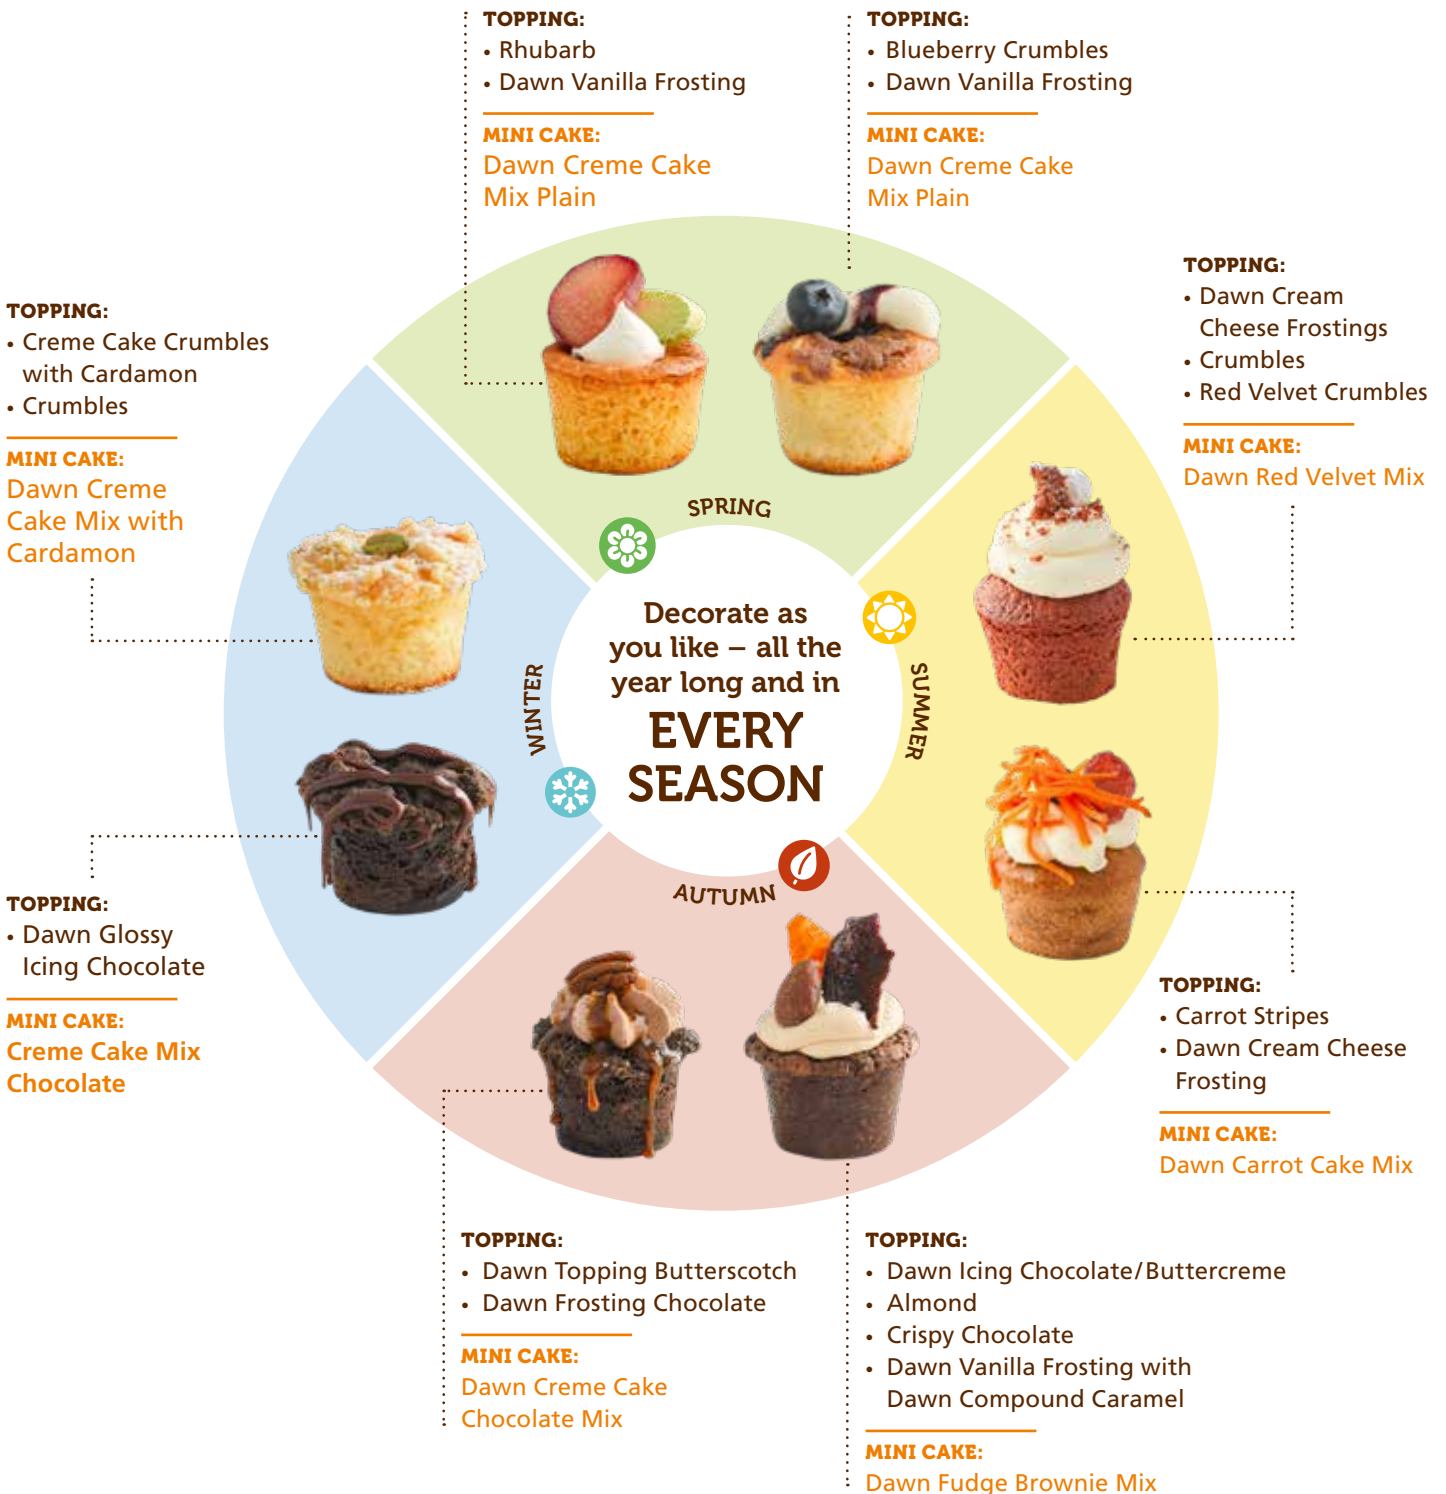 TOPPING:
• Rhubarb
• Dawn Vanilla Frosting
MINI CAKE:
Dawn Creme Cake
Mix Plain
TOPPING:
• Blueberry Crumbles
• Dawn Vanilla Frosting
MINI CAKE:
Dawn Creme Cake
Mix Plain
TOPPING:
• Dawn Cream
Cheese Frostings
• Crumbles
• Red Velvet Crumbles
MINI CAKE:
Dawn Red Velvet Mix
TOPPING:
• Creme Cake Crumbles
with Cardamon
• Crumbles
MINI CAKE:
Dawn Creme
Cake Mix with
Cardamon
SPRING
SUMMER
WINTER
AUTUMN
Decorate as
you like – all the
year long and in
EVERY
SEASON
TOPPING:
• Dawn Glossy
Icing Chocolate
MINI CAKE:
Creme Cake Mix
Chocolate
TOPPING:
• Carrot Stripes
• Dawn Cream Cheese
Frosting
MINI CAKE:
Dawn Carrot Cake Mix
TOPPING:
• Dawn Topping Butterscotch
• Dawn Frosting Chocolate
MINI CAKE:
Dawn Creme Cake
Chocolate Mix
TOPPING:
• Dawn Icing Chocolate/Buttercreme
• Almond
• Crispy Chocolate
• Dawn Vanilla Frosting with
Dawn Compound Caramel
MINI CAKE:
Dawn Fudge Brownie Mix